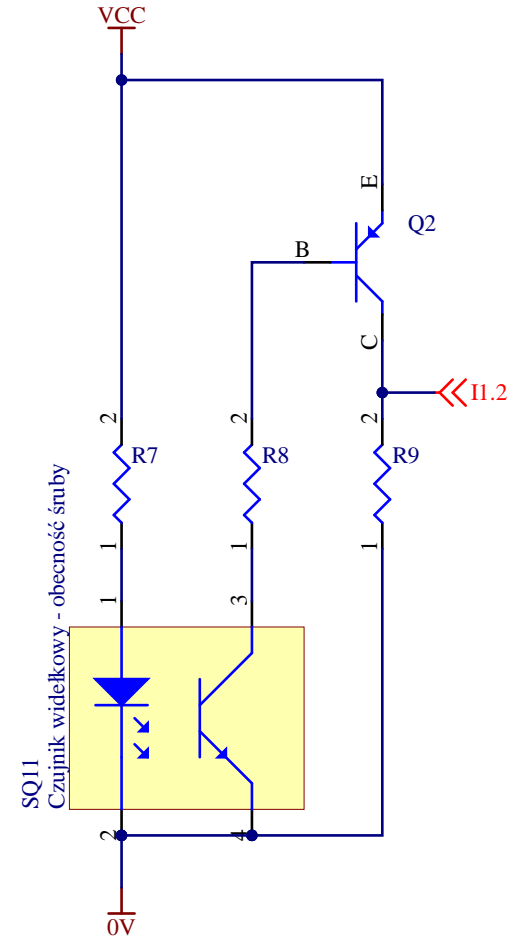 VCC
E
Q2
B
C
I1.2
2
2
2
R7
R8
R9
1
1
1
1
3
SQ11
Czujnik widełkowy - obecność śruby
2
4
0V